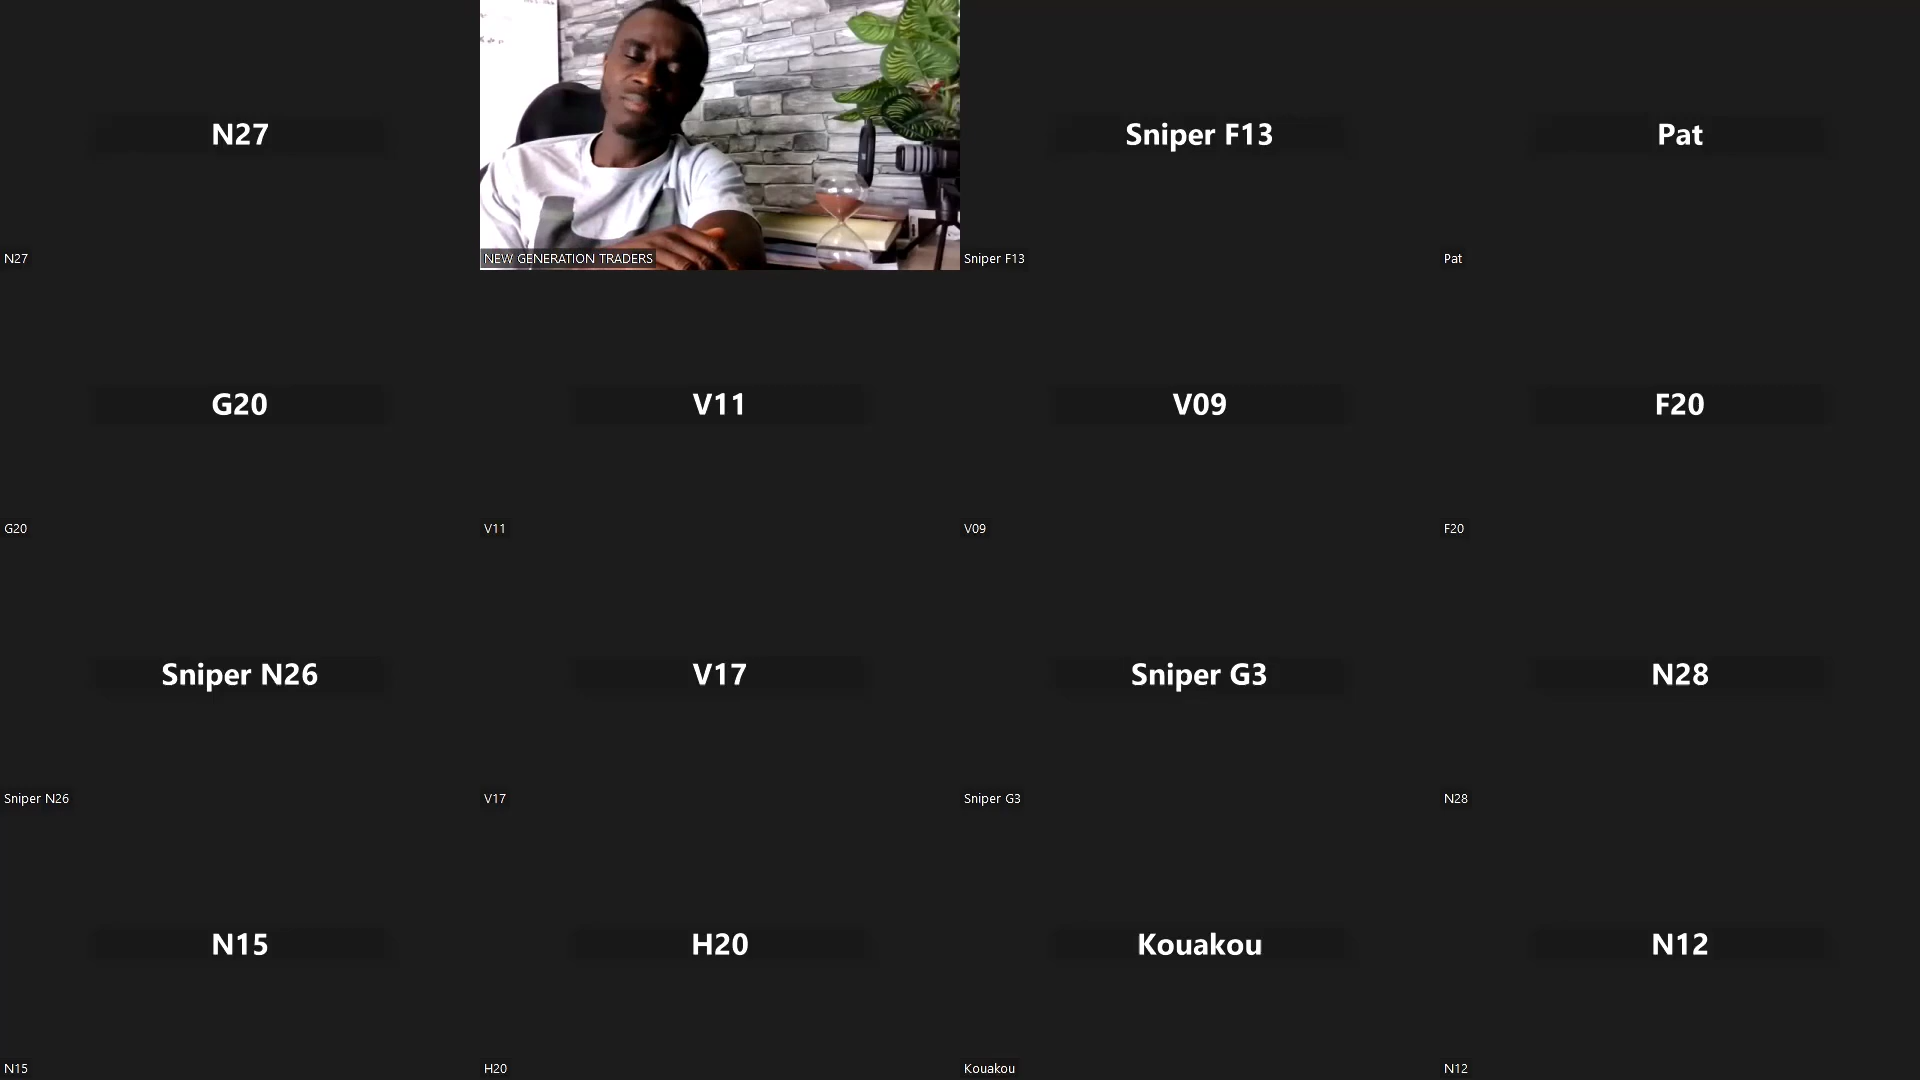 N27
N27
NEW GENERATION TRADERS
Sniper F13
Sniper F13
Pat
Pat
G20
G20
V11
V11
V09
V09
F20
F20
Sniper N26
Sniper N26
V17
V17
Sniper G3
Sniper G3
N28
N28
N15
N15
H20
H20
Kouakou
Kouakou
N12
N12